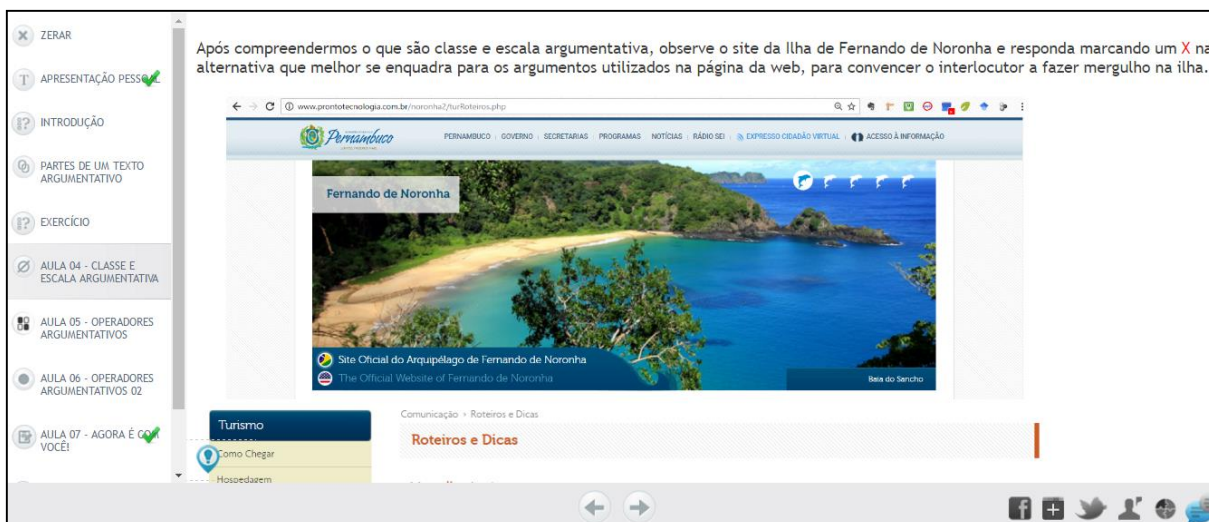 ZERAR
APRESENTAÇÃO PESSOAL
INTRODUÇÃO
PARTES DE UM TEXTO
ARGUMENTATIVO
EXERCÍCIO
AULA 04 - CLASSE E
ESCALA ARGUMENTATIVA
AULA 05 - OPERADORES
ARGUMENTATIVOS
AULA 06 - OPERADORES
ARGUMENTATIVOS 02
AULA 07 - AGORA É COM
VOCÊ!
Após compreendermos o que são classe e escala argumentativa, observe o site da Ilha de Fernando de Noronha e responda marcando um X na
alternativa que melhor se enquadra para os argumentos utilizados na página da web, para convencer o interlocutor a fazer mergulho na ilha.
www.prontotecnologia.com.br/noronha2/turRoteiros.php
Pernambuco
PERNAMBUCO GOVERNO SECRETARIAS PROGRAMAS NOTÍCIAS RÁDIO SEI EXPRESSO CIDADÃO VIRTUAL ACESSO À INFORMAÇÃO
Fernando de Noronha
Site Oficial do Arquipélago de Fernando de Noronha
The Official Website of Fernando de Noronha
Baia do Sancho
Turismo
Como Chegar
Hospedagem
Comunicação › Roteiros e Dicas
Roteiros e Dicas